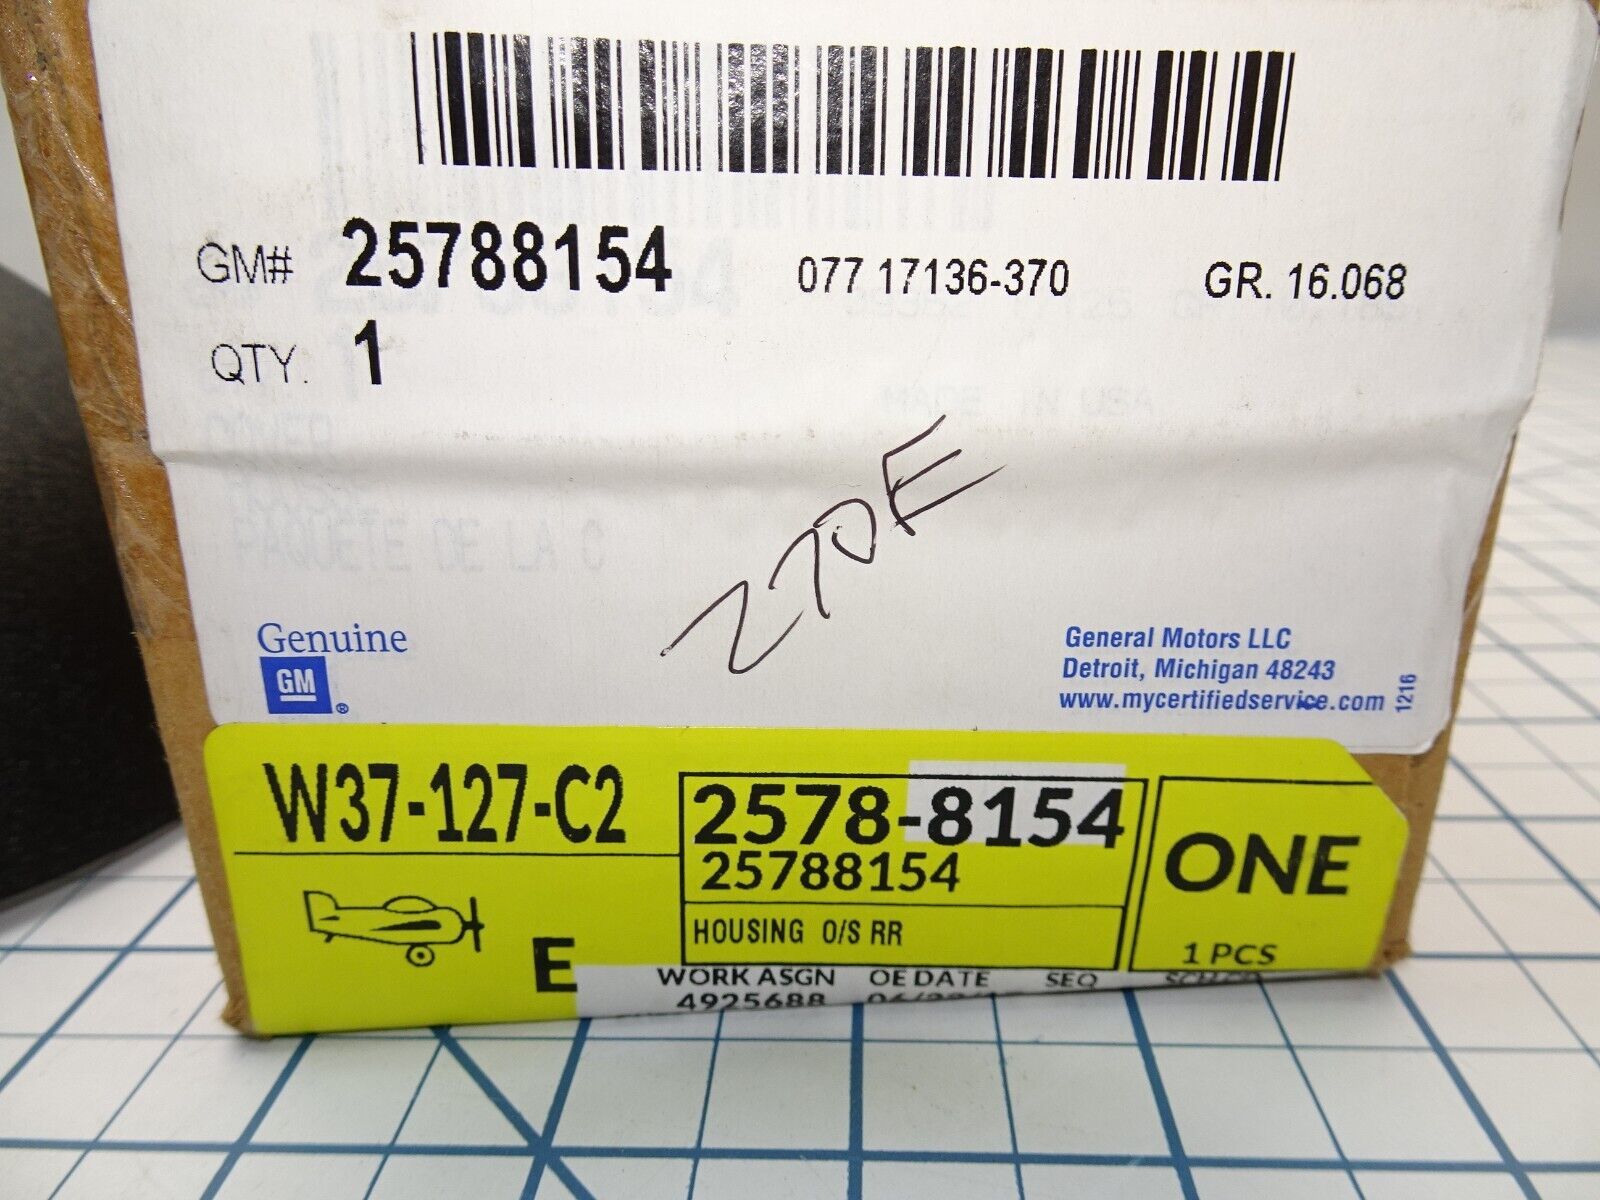 GM# 25788154 077 17136-370 GR. 16.068
QTY. 1
COVER
PAQUETE DE LA C
MADE IN USA
270E
Genuine
GM ®
General Motors LLC
Detroit, Michigan 48243
www.mycertifiedservice.com
1216
W37-127-C2
E
2578-8154
25788154
HOUSING O/S RR
ONE
1 PCS
WORK ASGN OE DATE SEQ
4925688